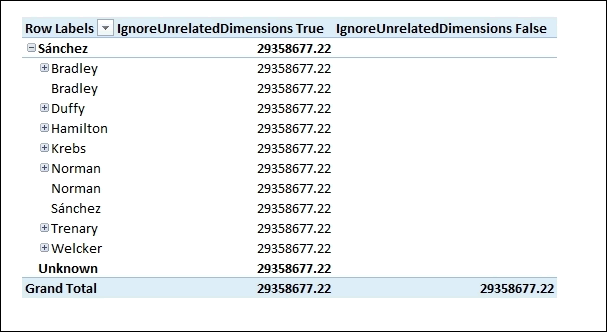 Row Labels IgnoreUnrelatedDimensions True IgnoreUnrelatedDimensions False
Sánchez 29358677.22
Bradley 29358677.22
Bradley 29358677.22
Duffy 29358677.22
Hamilton 29358677.22
Krebs 29358677.22
Norman 29358677.22
Norman 29358677.22
Sánchez 29358677.22
Trenary 29358677.22
Welcker 29358677.22
Unknown 29358677.22
Grand Total 29358677.22 29358677.22